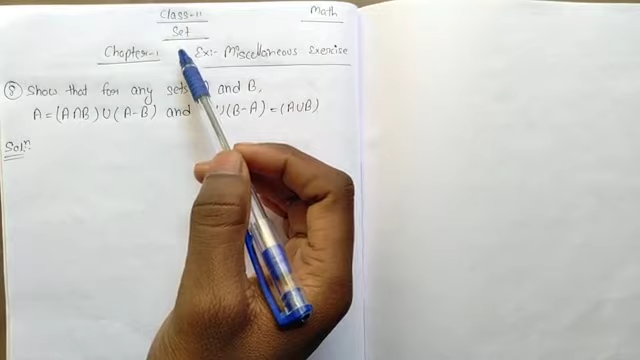 Class-11
Math
Set
Chapter-1 Ex:- Miscellaneous Exercise
⑧ Show that for any sets and B,
A = (A∩B)∪(A-B) and ∪(B-A) = (A∪B)
Solⁿ: